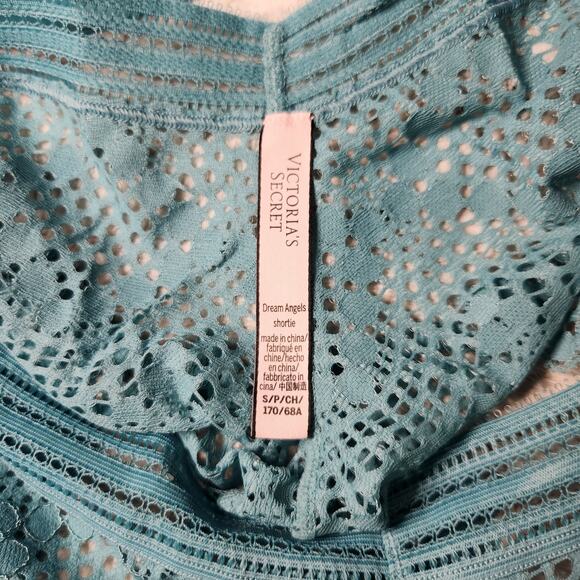 VICTORIA'S
SECRET
Dream Angels
shortie
made in china/
fabriqué en
chine/hecho
en china/
fabbricato in
cina/ 中国制造
S/P/CH/
170/68A